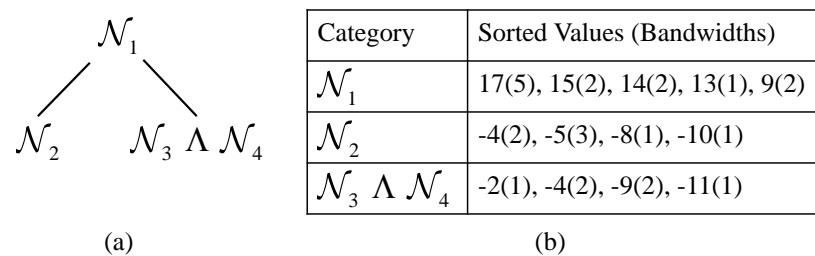 𝒩1
𝒩2 𝒩3 Λ 𝒩4
(a)
Category Sorted Values (Bandwidths)
𝒩1 17(5), 15(2), 14(2), 13(1), 9(2)
𝒩2 -4(2), -5(3), -8(1), -10(1)
𝒩3 Λ 𝒩4 -2(1), -4(2), -9(2), -11(1)
(b)